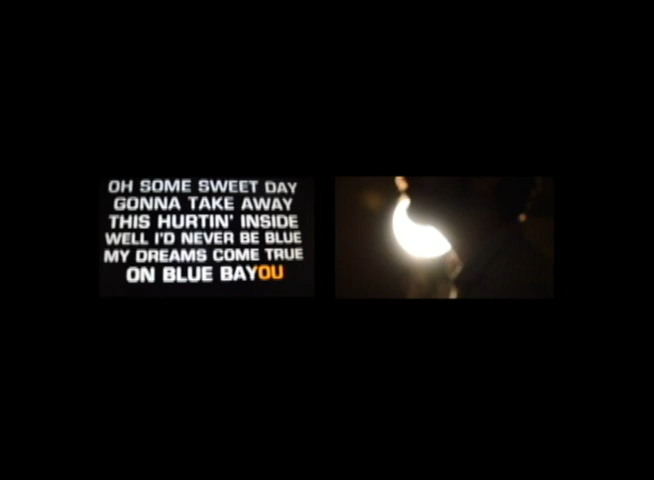 OH SOME SWEET DAY
GONNA TAKE AWAY
THIS HURTIN' INSIDE
WELL I'D NEVER BE BLUE
MY DREAMS COME TRUE
ON BLUE BAYOU